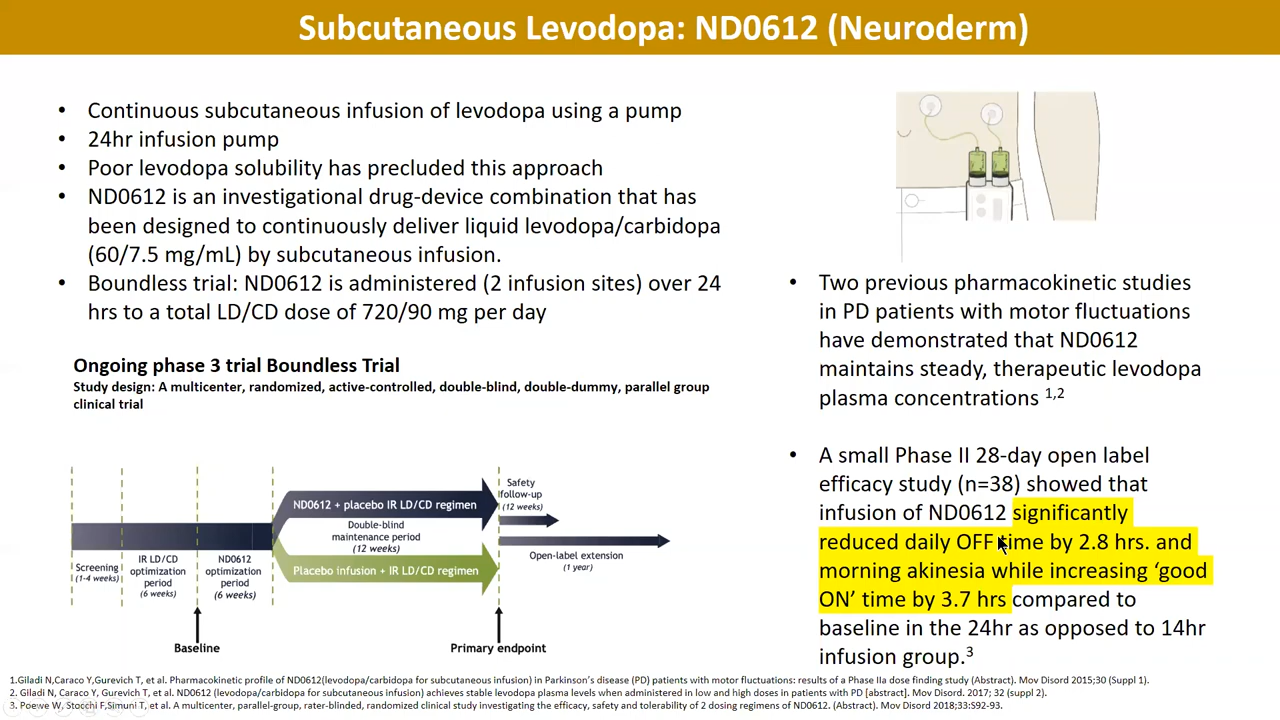 Subcutaneous Levodopa: ND0612 (Neuroderm)
• Continuous subcutaneous infusion of levodopa using a pump
• 24hr infusion pump
• Poor levodopa solubility has precluded this approach
• ND0612 is an investigational drug-device combination that has
been designed to continuously deliver liquid levodopa/carbidopa
(60/7.5 mg/mL) by subcutaneous infusion.
• Boundless trial: ND0612 is administered (2 infusion sites) over 24
hrs to a total LD/CD dose of 720/90 mg per day
Ongoing phase 3 trial Boundless Trial
Study design: A multicenter, randomized, active-controlled, double-blind, double-dummy, parallel group
clinical trial
Screening
(1-4 weeks)
IR LD/CD
optimization
period
(6 weeks)
ND0612
optimization
period
(6 weeks)
ND0612 + placebo IR LD/CD regimen
Double-blind
maintenance period
(12 weeks)
Placebo infusion + IR LD/CD regimen
Safety
follow-up
(12 weeks)
Open-label extension
(1 year)
Baseline
Primary endpoint
• Two previous pharmacokinetic studies
in PD patients with motor fluctuations
have demonstrated that ND0612
maintains steady, therapeutic levodopa
plasma concentrations 1,2
• A small Phase II 28-day open label
efficacy study (n=38) showed that
infusion of ND0612 significantly
reduced daily OFF time by 2.8 hrs. and
morning akinesia while increasing ‘good
ON’ time by 3.7 hrs compared to
baseline in the 24hr as opposed to 14hr
infusion group.3
1.Giladi N,Caraco Y,Gurevich T, et al. Pharmacokinetic profile of ND0612(levodopa/carbidopa for subcutaneous infusion) in Parkinson’s disease (PD) patients with motor fluctuations: results of a Phase IIa dose finding study (Abstract). Mov Disord 2015;30 (Suppl 1).
2. Giladi N, Caraco Y, Gurevich T, et al. ND0612 (levodopa/carbidopa for subcutaneous infusion) achieves stable levodopa plasma levels when administered in low and high doses in patients with PD [abstract]. Mov Disord. 2017; 32 (suppl 2).
3. Poewe W, Stocchi F,Simuni T, et al. A multicenter, parallel-group, rater-blinded, randomized clinical study investigating the efficacy, safety and tolerability of 2 dosing regimens of ND0612. (Abstract). Mov Disord 2018;33:S92-93.